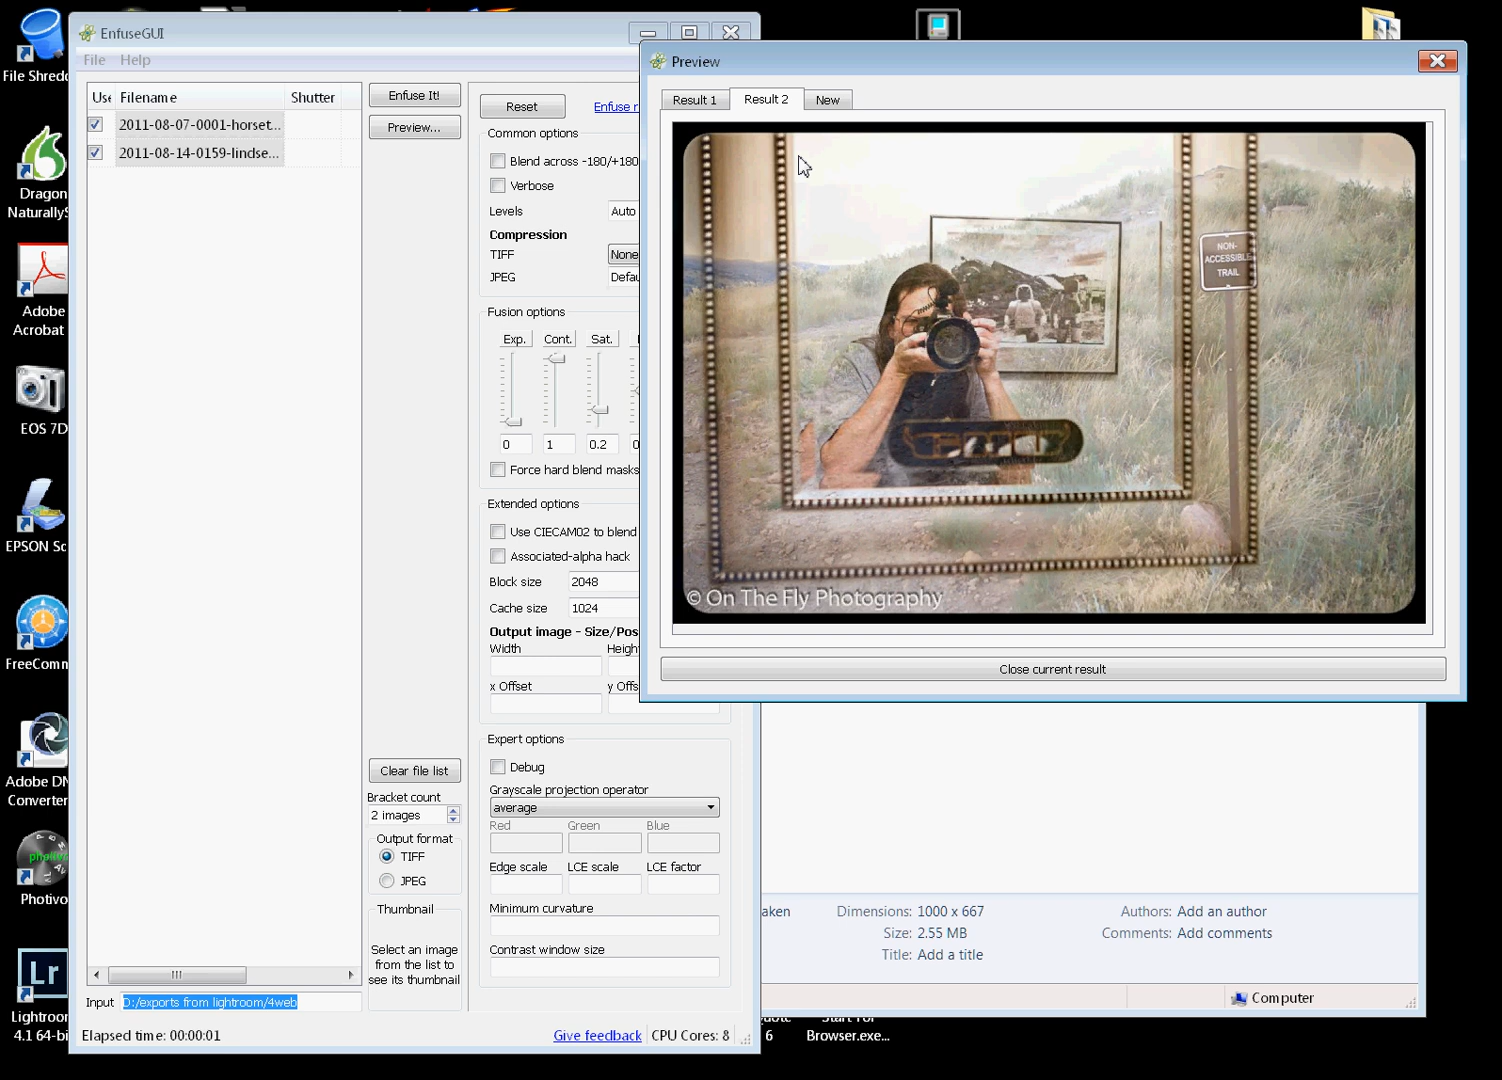 File Shredd
Dragon
NaturallyS
Adobe
Acrobat
EOS 7D
EPSON Sc
FreeComm
Adobe DN
Converter
Photivo
Lr
Lightroom
4.1 64-bi
EnfuseGUI
File Help
Use Filename Shutter
2011-08-07-0001-horset...
2011-08-14-0159-lindse...
Enfuse It!
Preview...
Clear file list
Bracket count
2 images
Output format
TIFF
JPEG
Thumbnail
Select an image
from the list to
see its thumbnail
Input D:/exports from lightroom/4web
Elapsed time: 00:00:01
Give feedback
CPU Cores: 8
Reset
Enfuse r
Common options
Blend across -180/+180
Verbose
Levels Auto
Compression
TIFF None
JPEG Defau
Fusion options
Exp. Cont. Sat.
0 1 0.2 0
Force hard blend masks
Extended options
Use CIECAM02 to blend
Associated-alpha hack
Block size 2048
Cache size 1024
Output image - Size/Pos
Width Heigh
x Offset y Offs
Expert options
Debug
Grayscale projection operator
average
Red Green Blue
Edge scale LCE scale LCE factor
Minimum curvature
Contrast window size
Preview
Result 1 Result 2 New
NON-
ACCESSIBLE
TRAIL
© On The Fly Photography
Close current result
aken Dimensions: 1000 x 667 Authors: Add an author
Size: 2.55 MB Comments: Add comments
Title: Add a title
Computer
6
Browser.exe...